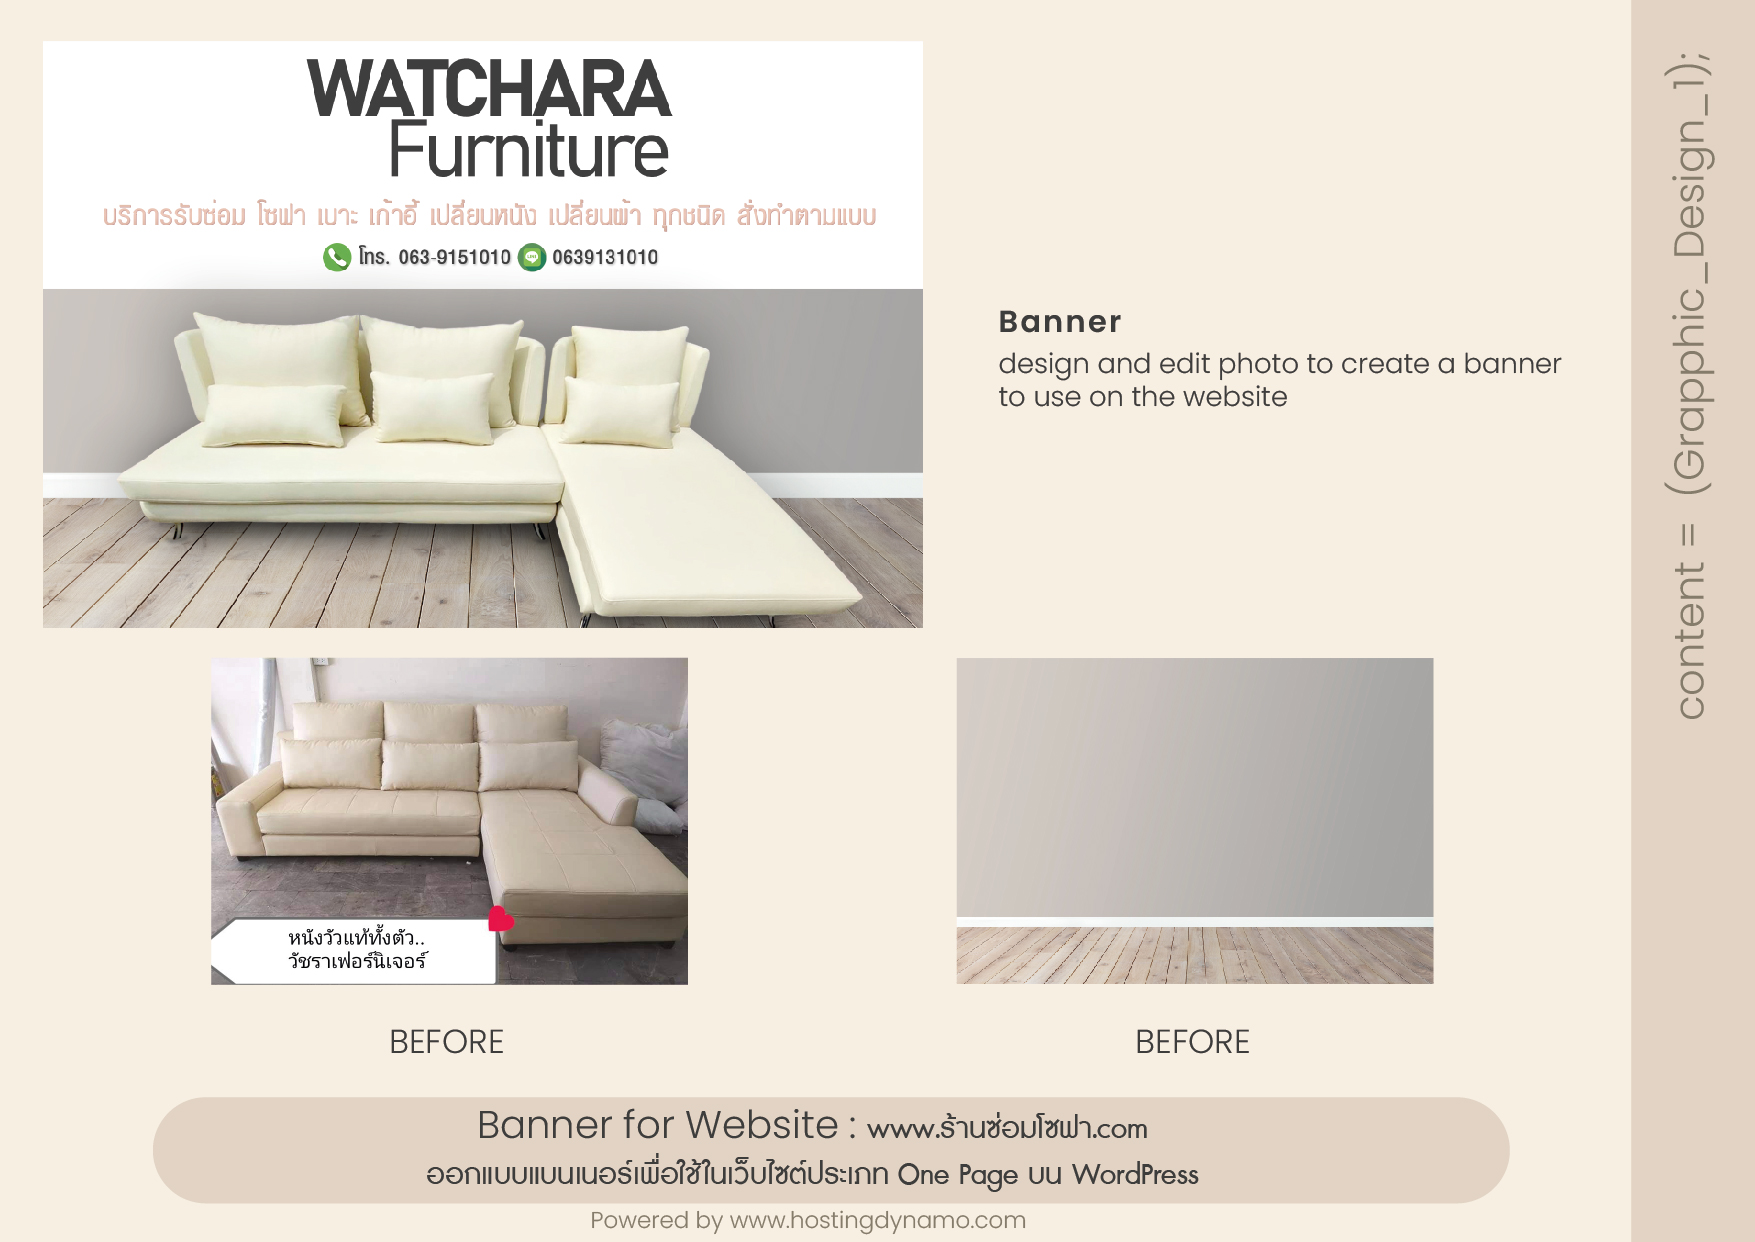 WATCHARA
Furniture
บริการรับซ่อม โซฟา เบาะ เก้าอี้ เปลี่ยนหนัง เปลี่ยนผ้า ทุกชนิด สั่งทำตามแบบ
โทร. 063-9151010 0639131010
Banner
design and edit photo to create a banner
to use on the website
หนังวัวแท้ทั้งตัว..
วัชราเฟอร์นิเจอร์
BEFORE
BEFORE
Banner for Website : www.ร้านซ่อมโซฟา.com
ออกแบบแบนเนอร์เพื่อใช้ในเว็บไซต์ประเภท One Page บน WordPress
Powered by www.hostingdynamo.com
content = (Grapphic_Design_1);